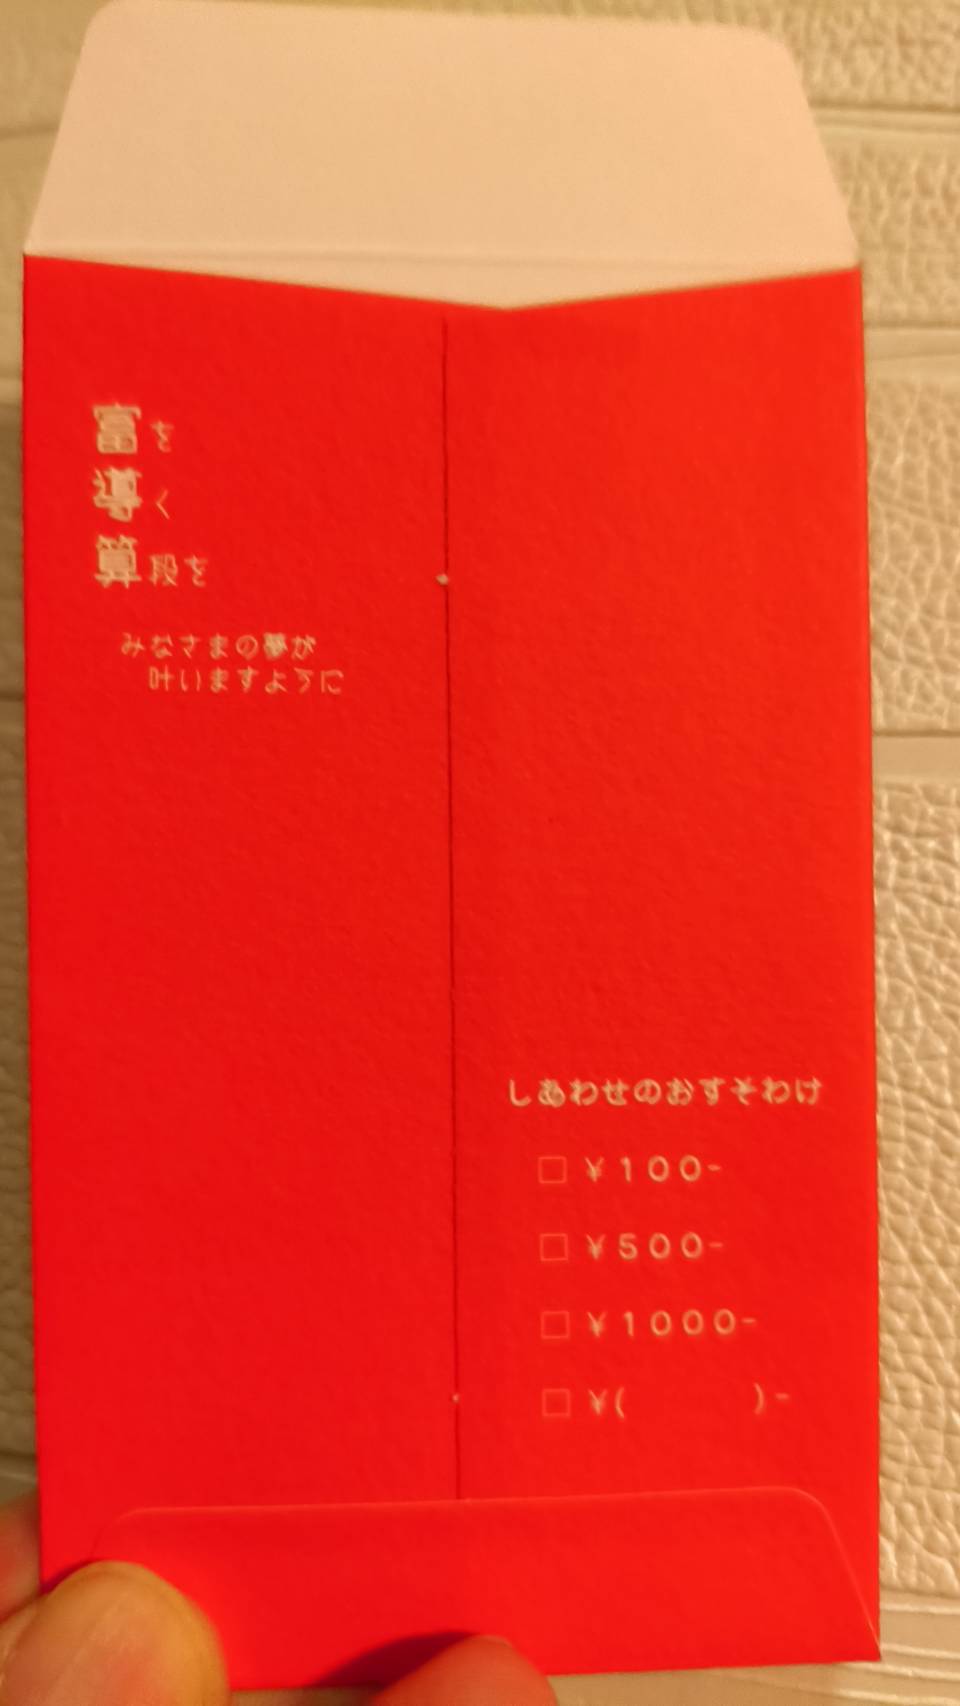 富を
導く
算段を
みなさまの夢が
叶いますように
しあわせのおすそわけ
□ ¥100-
□ ¥500-
□ ¥1000-
□ ¥(　　　)-